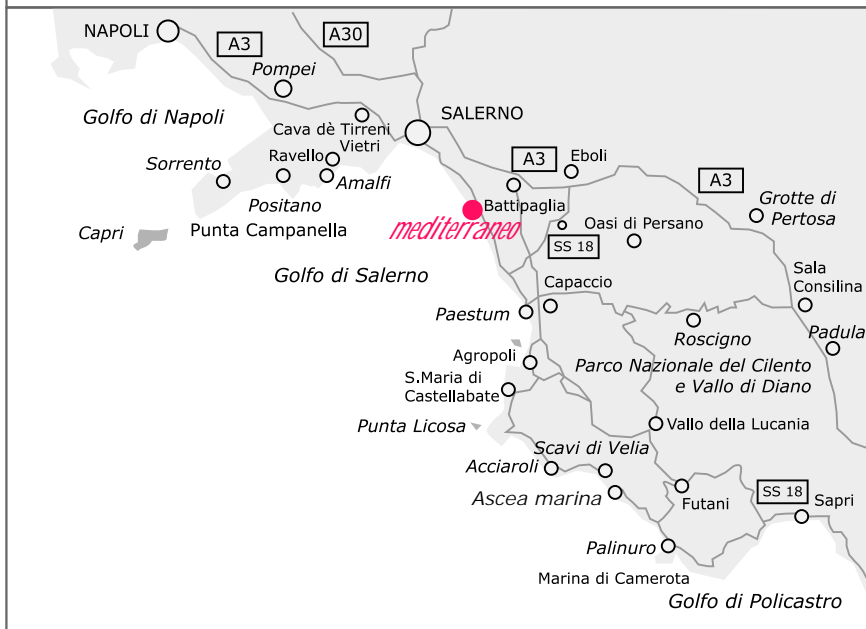 NAPOLI
A3
A30
Pompei
Golfo di Napoli
Cava dè Tirreni
Vietri
SALERNO
Sorrento
Ravello
Amalfi
Positano
Punta Campanella
Capri
A3
Eboli
A3
Battipaglia
mediterraneo
Grotte di
Pertosa
Oasi di Persano
SS 18
Golfo di Salerno
Capaccio
Sala
Consilina
Paestum
Roscigno
Padula
Agropoli
Parco Nazionale del Cilento
e Vallo di Diano
S.Maria di
Castellabate
Punta Licosa
Vallo della Lucania
Scavi di Velia
Acciaroli
Ascea marina
Futani
SS 18
Sapri
Palinuro
Marina di Camerota
Golfo di Policastro